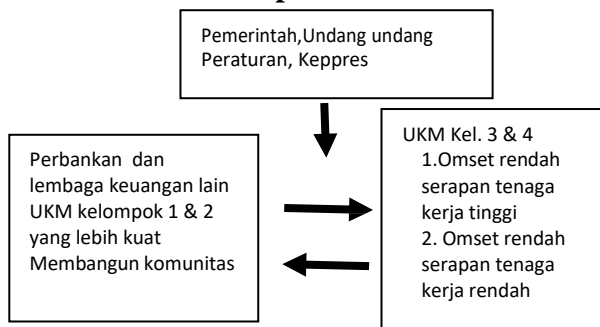 Pemerintah,Undang undang
Peraturan, Keppres
Perbankan dan
lembaga keuangan lain
UKM kelompok 1 & 2
yang lebih kuat
Membangun komunitas
UKM Kel. 3 & 4
1.Omset rendah
serapan tenaga
kerja tinggi
2. Omset rendah
serapan tenaga
kerja rendah